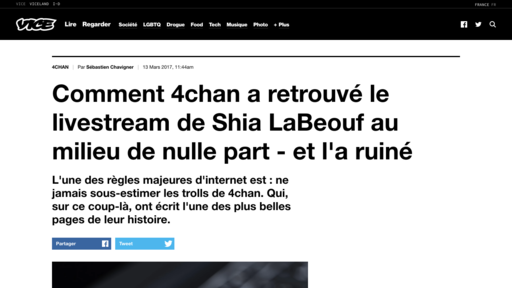 VICE VICELAND i-D FRANCE EN
VICE Lire Regarder Société LGBTQ Drogue Food Tech Musique Photo + Plus
4CHAN | Par Sébastien Chavigner | 13 Mars 2017, 11:44am
Comment 4chan a retrouvé le
livestream de Shia LaBeouf au
milieu de nulle part - et l'a ruiné
L'une des règles majeures d'internet est : ne
jamais sous-estimer les trolls de 4chan. Qui,
sur ce coup-là, ont écrit l'une des plus belles
pages de leur histoire.
Partager Tweet